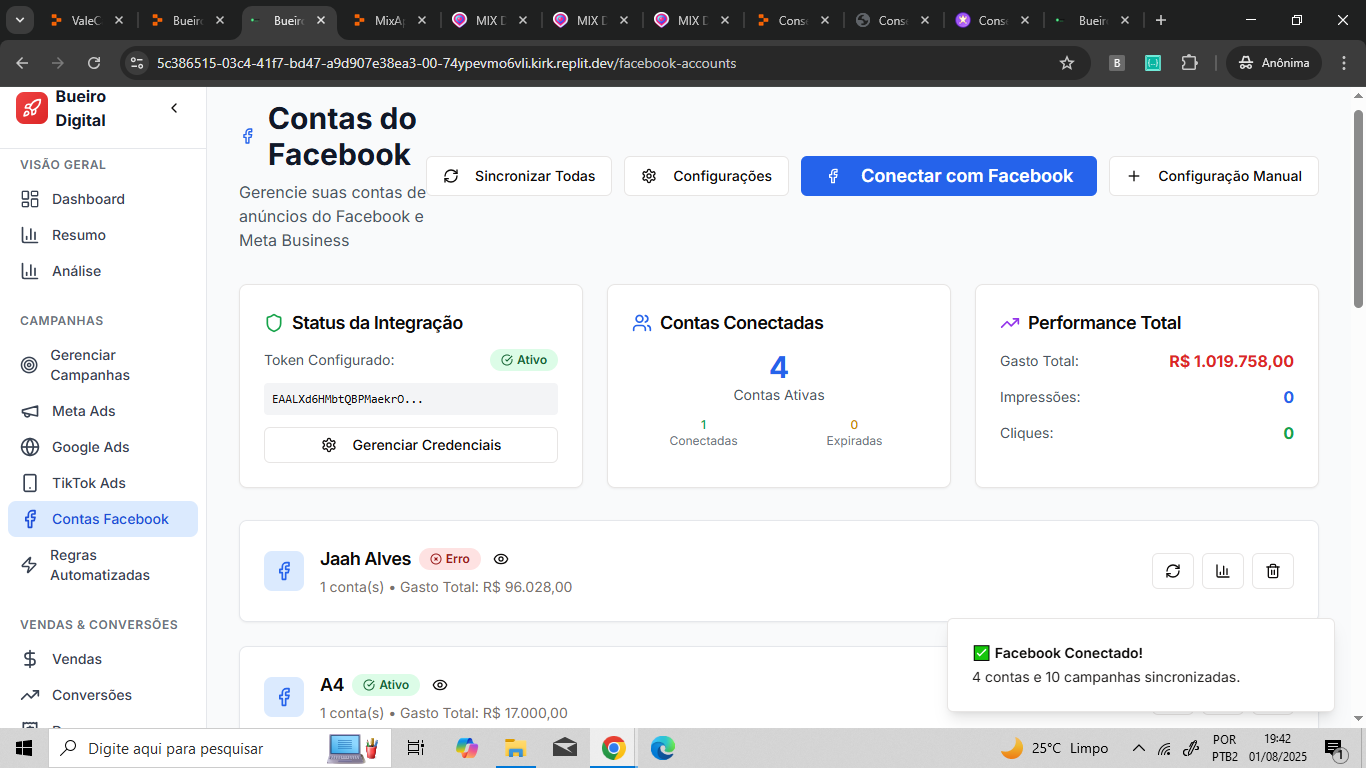 ValeC
Bueiro
Bueiro
MixA
MIX D
MIX D
MIX D
Cons
Cons
Cons
Bueir
5c386515-03c4-41f7-bd47-a9d907e38ea3-00-74ypevmo6vli.kirk.replit.dev/facebook-accounts
B
Anônima
Bueiro
Digital
VISÃO GERAL
Dashboard
Resumo
Análise
CAMPANHAS
Gerenciar
Campanhas
Meta Ads
Google Ads
TikTok Ads
Contas Facebook
Regras
Automatizadas
VENDAS & CONVERSÕES
Vendas
Conversões
Contas do
Facebook
Gerencie suas contas de
anúncios do Facebook e
Meta Business
Sincronizar Todas
Configurações
Conectar com Facebook
Configuração Manual
Status da Integração
Token Configurado:
Ativo
EAALXd6HMbtQBPMaekrO...
Gerenciar Credenciais
Contas Conectadas
4
Contas Ativas
1
Conectadas
0
Expiradas
Performance Total
Gasto Total:
R$ 1.019.758,00
Impressões:
0
Cliques:
0
Jaah Alves
Erro
1 conta(s) • Gasto Total: R$ 96.028,00
A4
Ativo
1 conta(s) • Gasto Total: R$ 17.000,00
✅ Facebook Conectado!
4 contas e 10 campanhas sincronizadas.
Digite aqui para pesquisar
25°C Limpo
POR
PTB2
19:42
01/08/2025
1